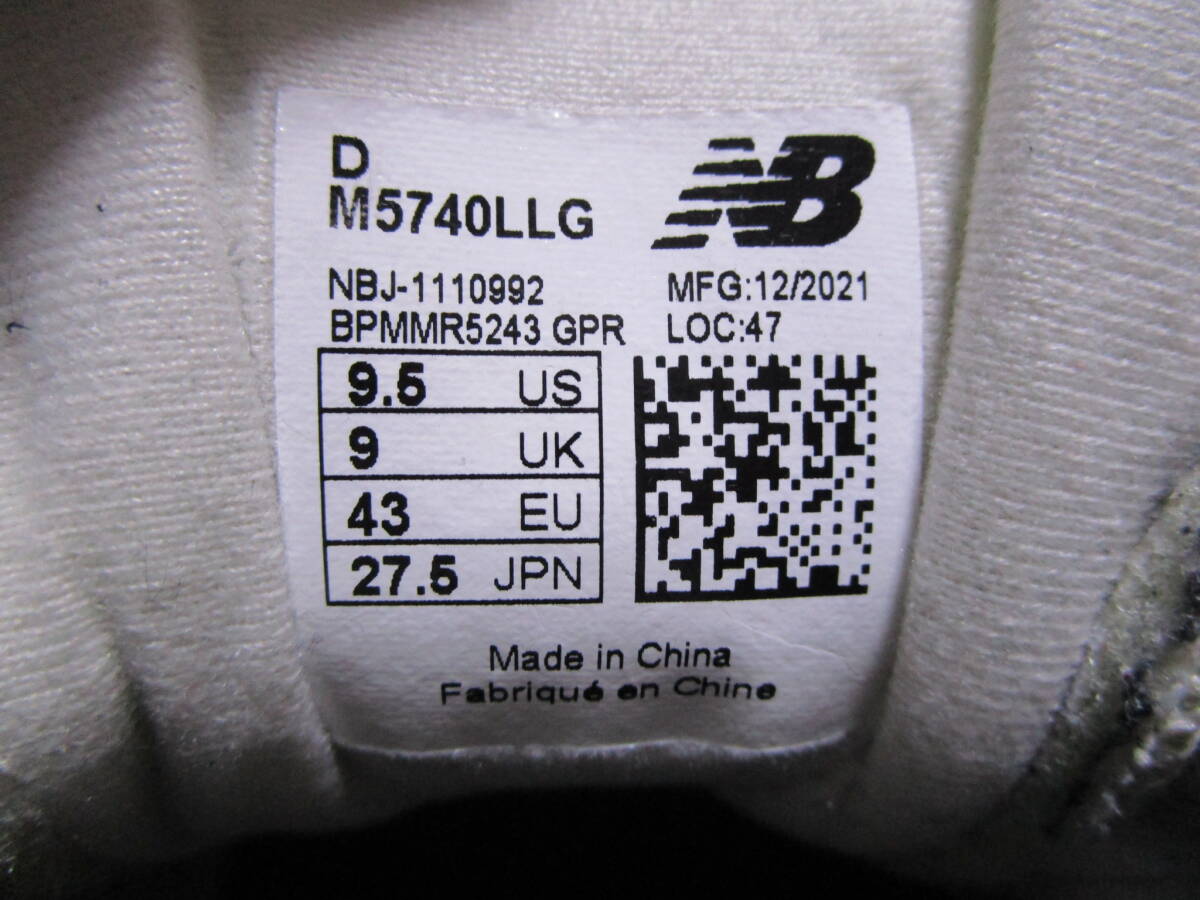 D
M5740LLG
NB
NBJ-1110992 MFG:12/2021
BPMMR5243 GPR LOC:47
9.5 US
9 UK
43 EU
27.5 JPN
Made in China
Fabriqué en Chine